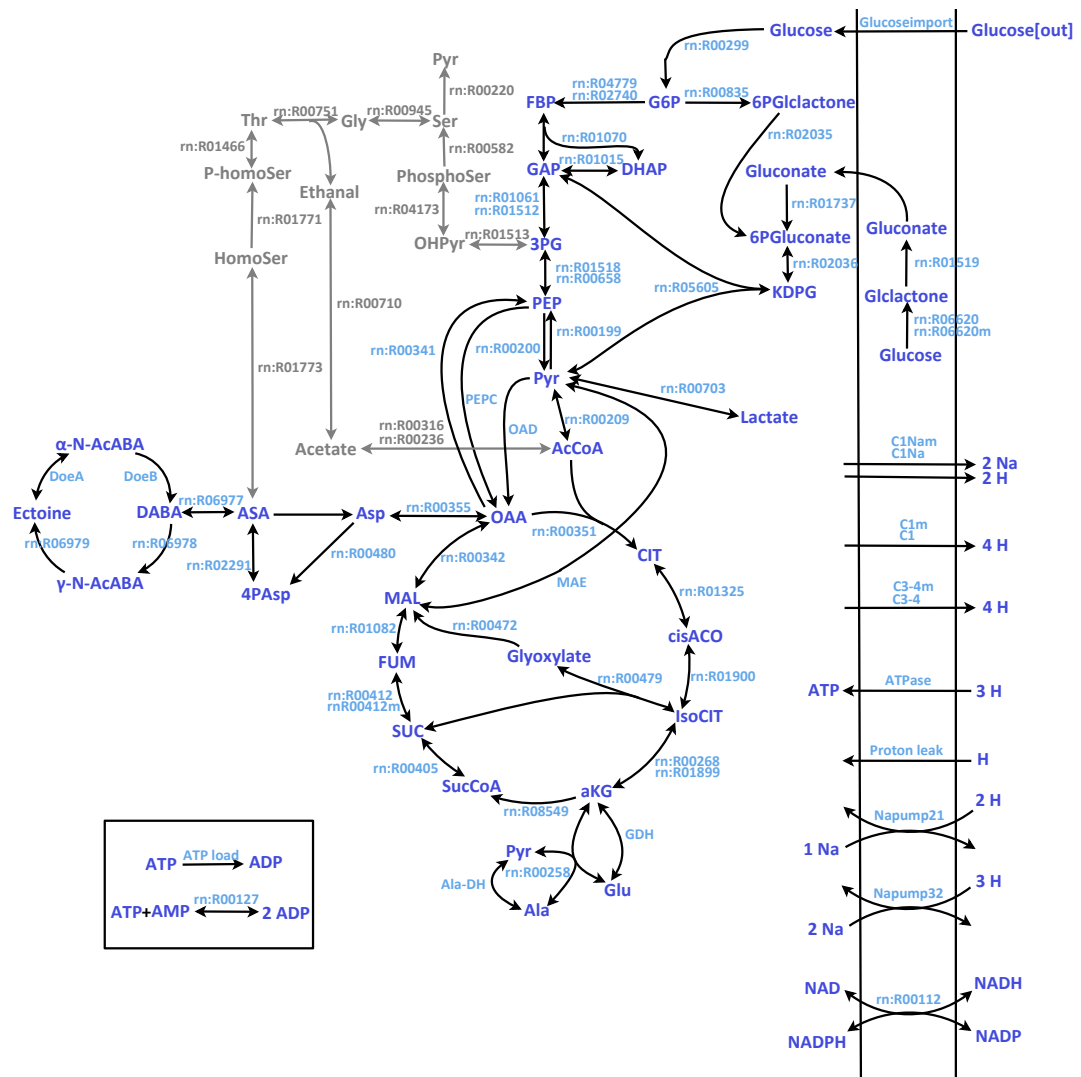 Glucose
Glucoseimport
Glucose[out]
rn:R00299
Pyr
rn:R04779
rn:R02740
rn:R00835
rn:R00220
FBP
G6P
6PGlclactone
rn:R00751
rn:R00945
Thr
Gly
Ser
rn:R02035
rn:R01070
rn:R01466
rn:R00582
rn:R01015
P-homoSer
PhosphoSer
GAP
DHAP
Gluconate
Ethanal
rn:R01061
rn:R01512
rn:R01737
rn:R04173
rn:R01771
Gluconate
OHPyr
rn:R01513
3PG
6PGluconate
HomoSer
rn:R01518
rn:R00658
rn:R02036
rn:R01519
rn:R05605
KDPG
Glclactone
rn:R00710
PEP
rn:R06620
rn:R06620m
rn:R00341
rn:R00200
rn:R00199
Glucose
rn:R01773
Pyr
rn:R00703
PEPC
OAD
rn:R00209
Lactate
rn:R00316
rn:R00236
Acetate
AcCoA
α-N-AcABA
C1Nam
C1Na
2 Na
2 H
DoeA
DoeB
rn:R06977
rn:R00355
Ectoine
DABA
ASA
Asp
OAA
rn:R00351
C1m
C1
4 H
rn:R06979
rn:R06978
rn:R00480
rn:R00342
CIT
rn:R02291
γ-N-AcABA
4PAsp
MAE
rn:R01325
MAL
C3-4m
C3-4
4 H
rn:R01082
rn:R00472
cisACO
FUM
Glyoxylate
rn:R00479
rn:R01900
rn:R00412
rnR00412m
ATP
ATPase
3 H
SUC
IsoCIT
rn:R00405
rn:R00268
rn:R01899
Proton leak
H
SucCoA
aKG
rn:R08549
2 H
Napump21
GDH
1 Na
Pyr
ATP
ATP load
ADP
rn:R00258
Ala-DH
Glu
3 H
Napump32
rn:R00127
ATP+AMP
2 ADP
Ala
2 Na
NAD
rn:R00112
NADH
NADPH
NADP